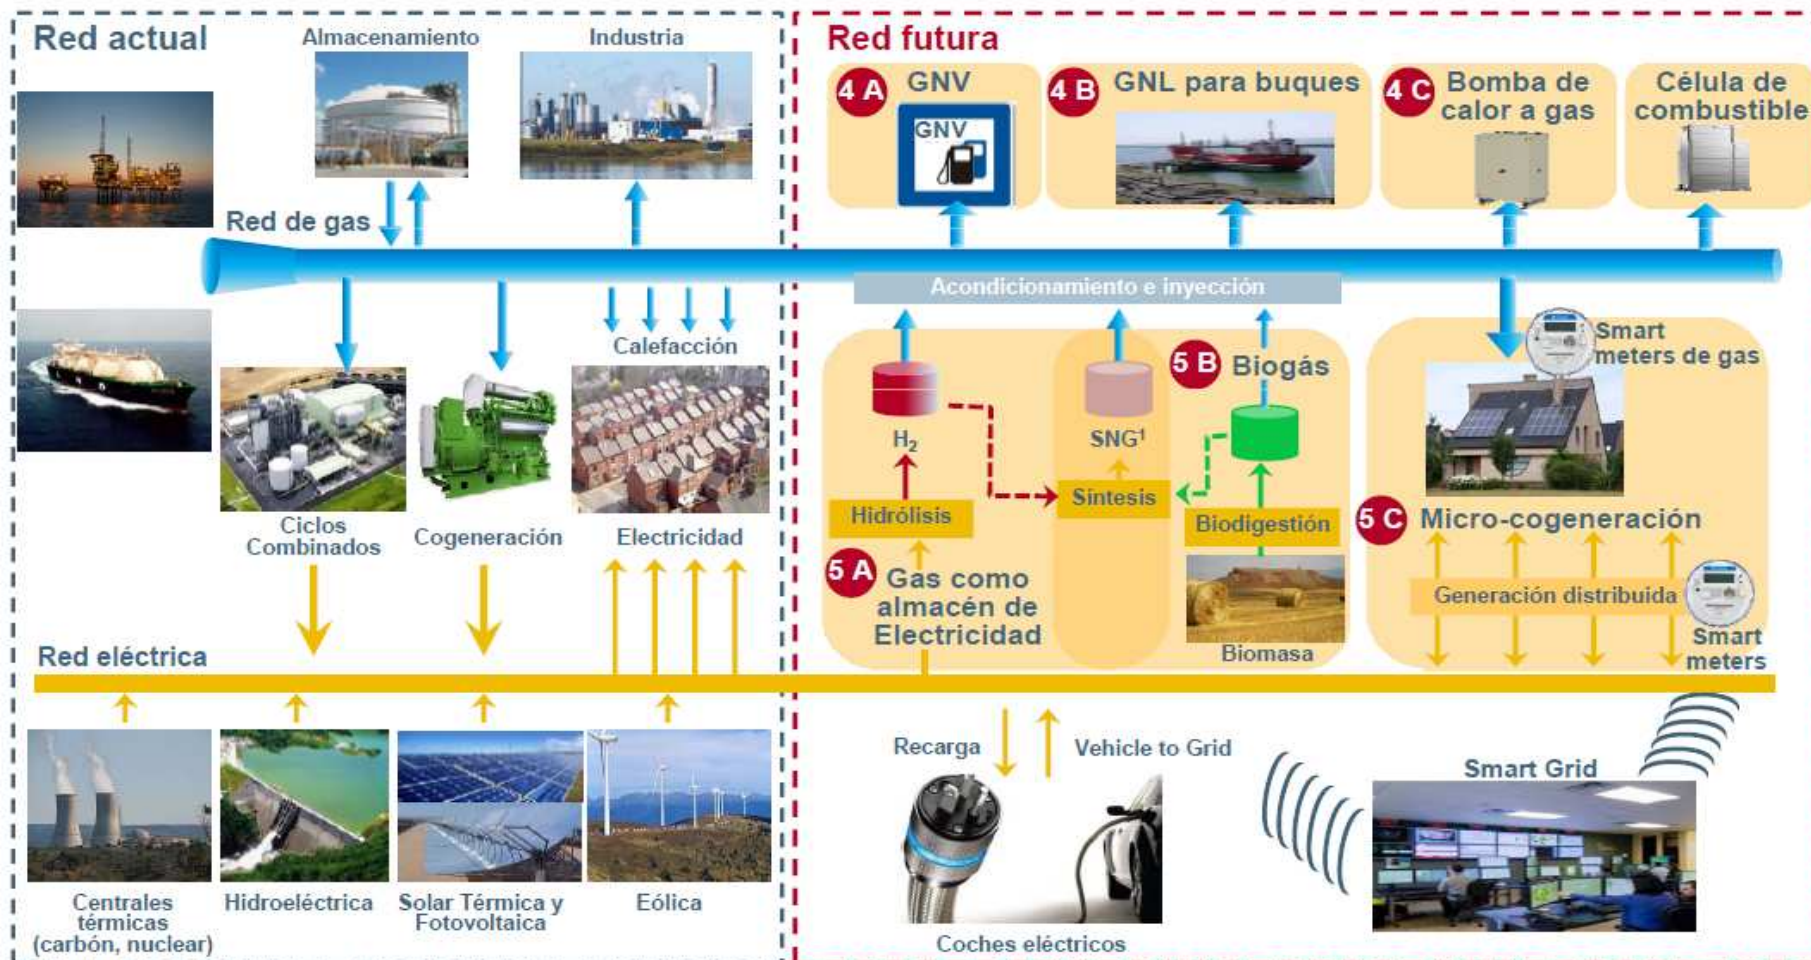 Red actual
Almacenamiento
Industria
Red de gas
Calefacción
Ciclos
Combinados
Cogeneración
Electricidad
Red eléctrica
Centrales
térmicas
(carbón, nuclear)
Hidroeléctrica
Solar Térmica y
Fotovoltaica
Eólica
Red futura
4 A
GNV
GNV
4 B
GNL para buques
4 C
Bomba de
calor a gas
Célula de
combustible
Acondicionamiento e inyección
H₂
Hidrólisis
5 A
Gas como
almacén de
Electricidad
SNG¹
Síntesis
5 B
Biogás
Biodigestión
Biomasa
Smart
meters de gas
5 C
Micro-cogeneración
Generación distribuida
Smart
meters
Recarga
Vehicle to Grid
Coches eléctricos
Smart Grid